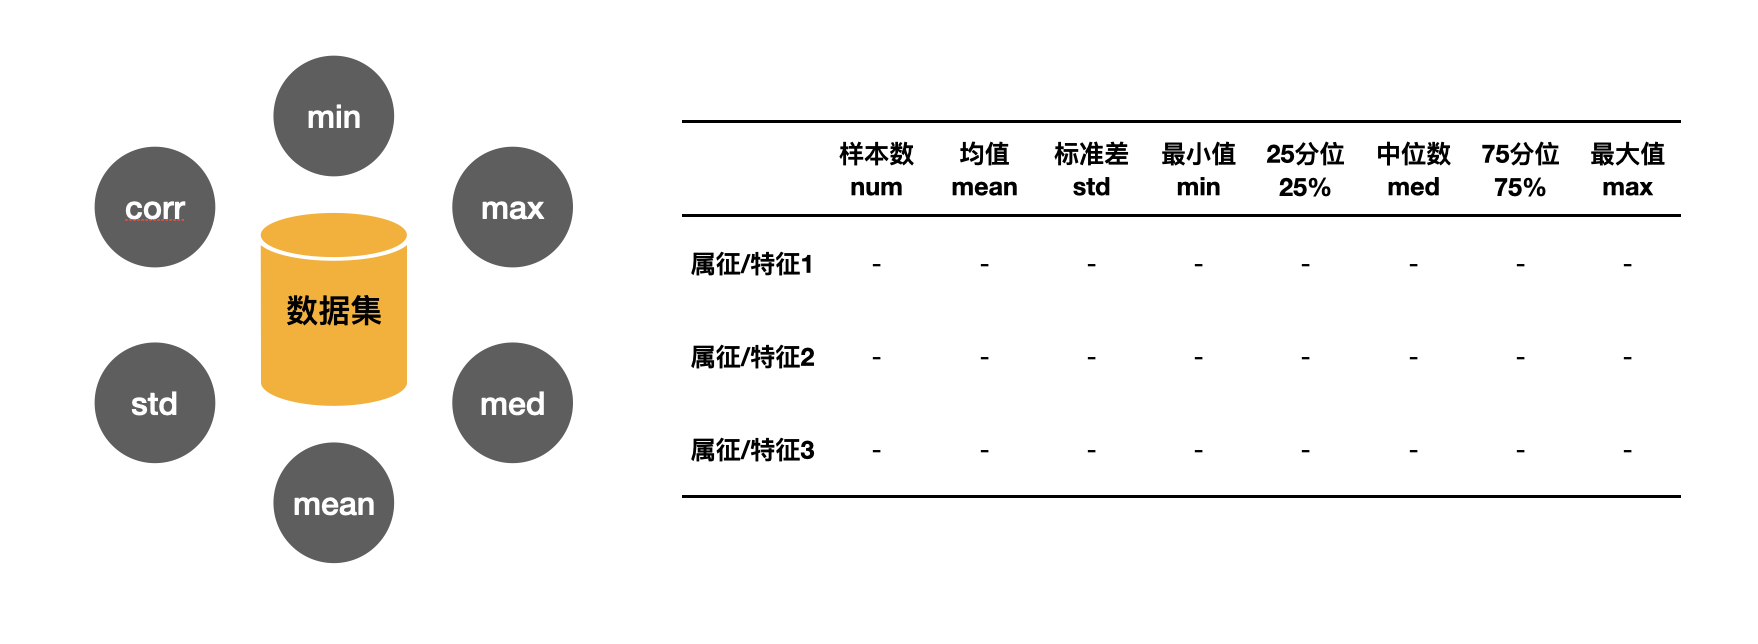 min
corr
max
数据集
std
med
mean
样本数 均值 标准差 最小值 25分位 中位数 75分位 最大值
num mean std min 25% med 75% max
属征/特征1 - - - - - - - -
属征/特征2 - - - - - - - -
属征/特征3 - - - - - - - -